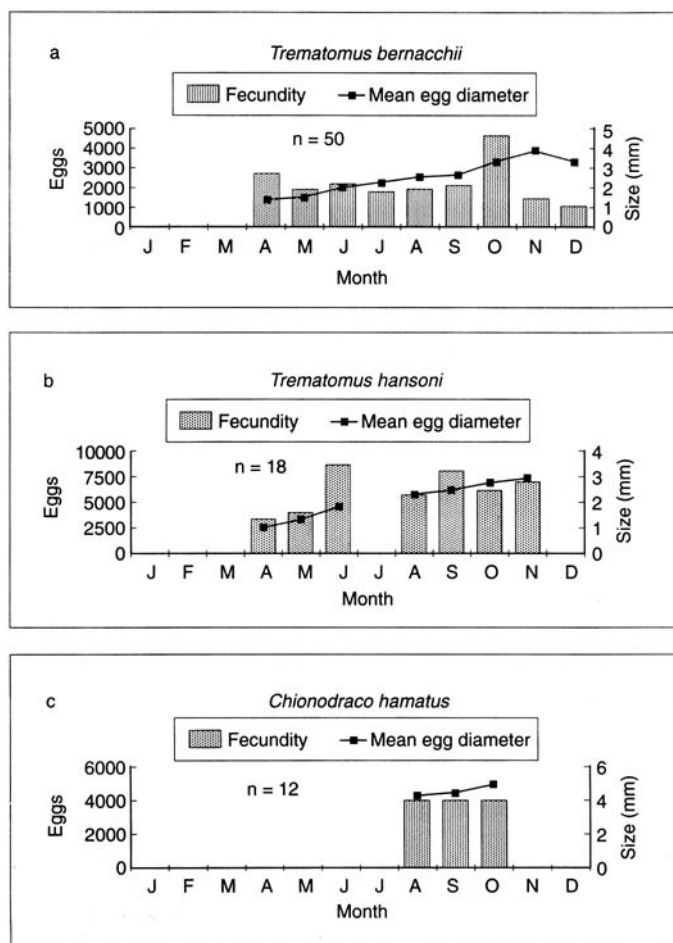 a
Trematomus bernacchii
Fecundity Mean egg diameter
n = 50
Eggs
5000
4000
3000
2000
1000
0
Size (mm)
5
4
3
2
1
0
J F M A M J J A S O N D
Month
b
Trematomus hansoni
Fecundity Mean egg diameter
n = 18
Eggs
10000
7500
5000
2500
0
Size (mm)
4
3
2
1
0
J F M A M J J A S O N D
Month
c
Chionodraco hamatus
Fecundity Mean egg diameter
n = 12
Eggs
6000
4000
2000
0
Size (mm)
6
4
2
0
J F M A M J J A S O N D
Month